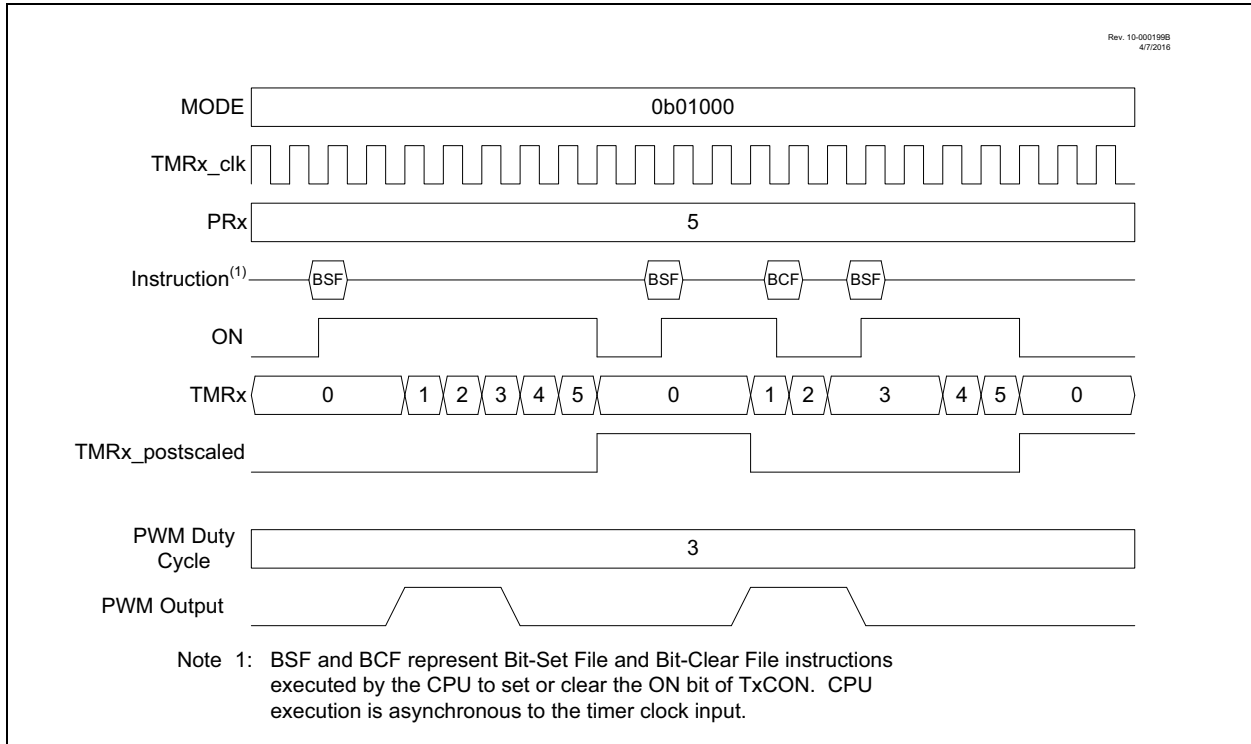 Rev. 10-000199B
4/7/2016
MODE 0b01000
TMRx_clk
PRx 5
Instruction(1) BSF BSF BCF BSF
ON
TMRx 0 1 2 3 4 5 0 1 2 3 4 5 0
TMRx_postscaled
PWM Duty
Cycle 3
PWM Output
Note 1: BSF and BCF represent Bit-Set File and Bit-Clear File instructions
executed by the CPU to set or clear the ON bit of TxCON. CPU
execution is asynchronous to the timer clock input.